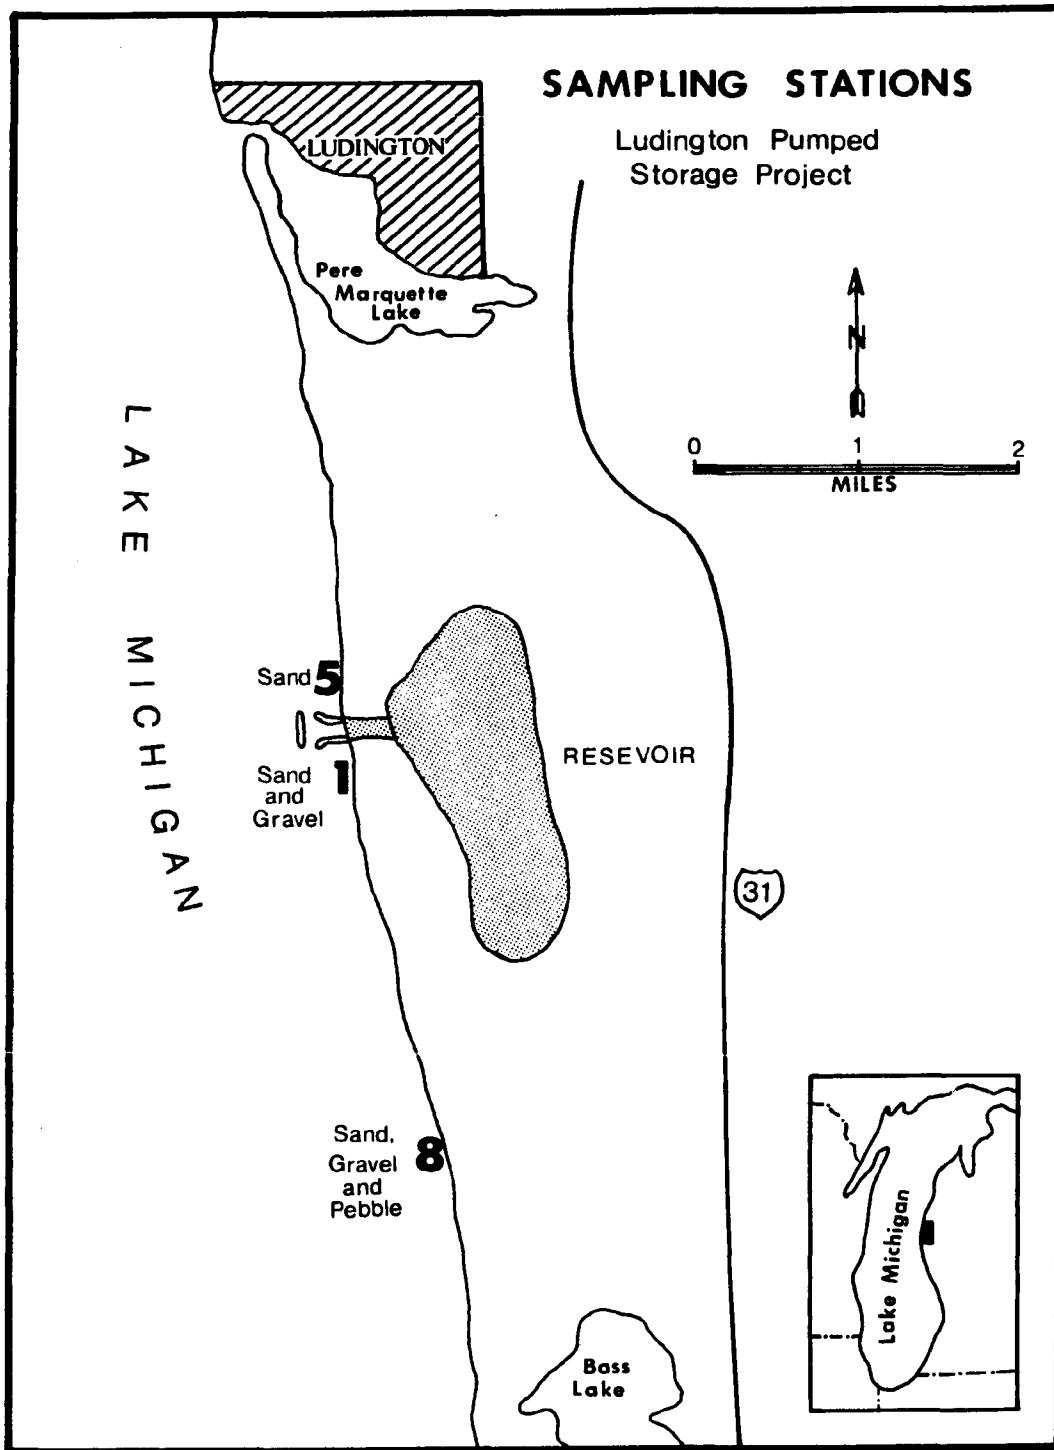 SAMPLING STATIONS
Ludington Pumped
Storage Project
LUDINGTON
Pere
Marquette
Lake
N
0 1 2
MILES
LAKE MICHIGAN
Sand 5
RESEVOIR
1
Sand
and
Gravel
31
Sand,
Gravel 8
and
Pebble
Lake Michigan
Bass
Lake